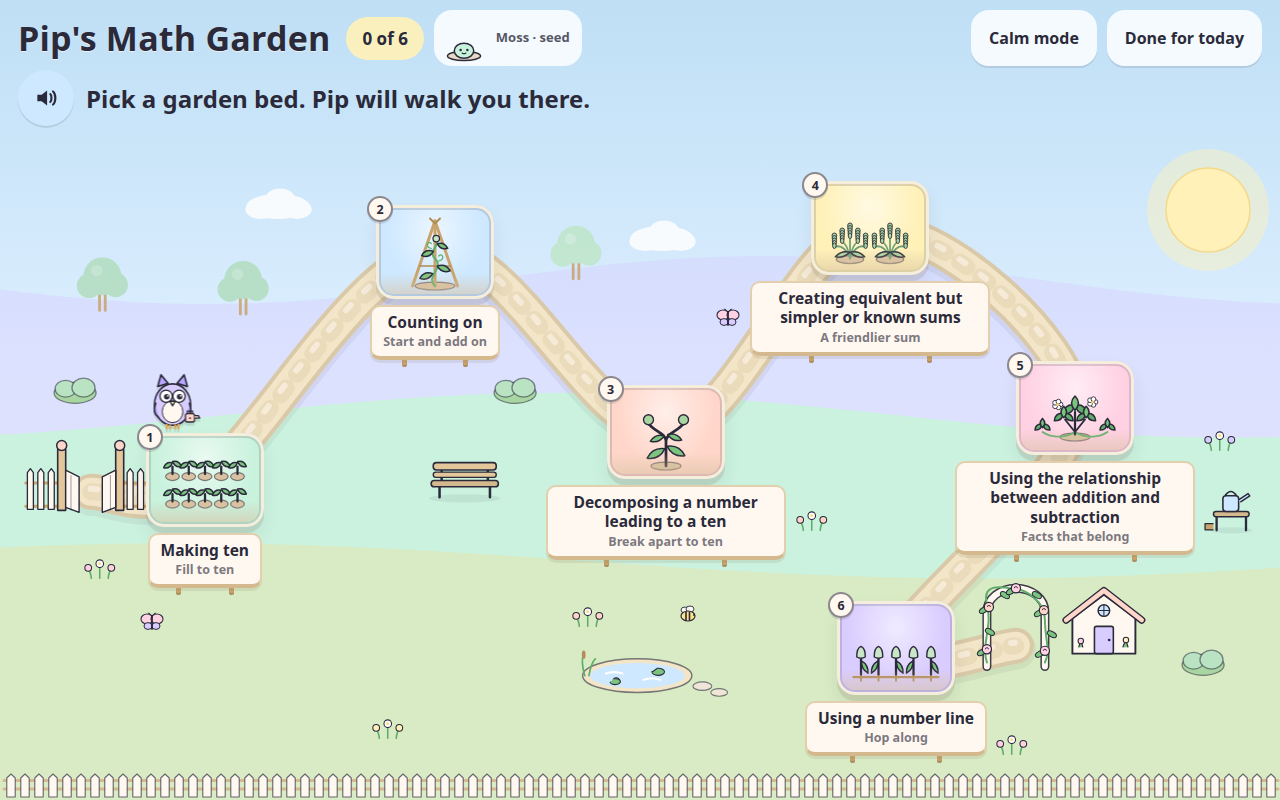 Pip's Math Garden
0 of 6
Moss · seed
Calm mode
Done for today
Pick a garden bed. Pip will walk you there.
1
Making ten
Fill to ten
2
Counting on
Start and add on
3
Decomposing a number
leading to a ten
Break apart to ten
4
Creating equivalent but
simpler or known sums
A friendlier sum
5
Using the relationship
between addition and
subtraction
Facts that belong
6
Using a number line
Hop along